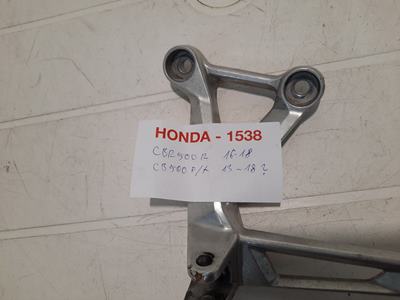 HONDA - 1538
CBR500R 16-18
CB500F/X 13-18?